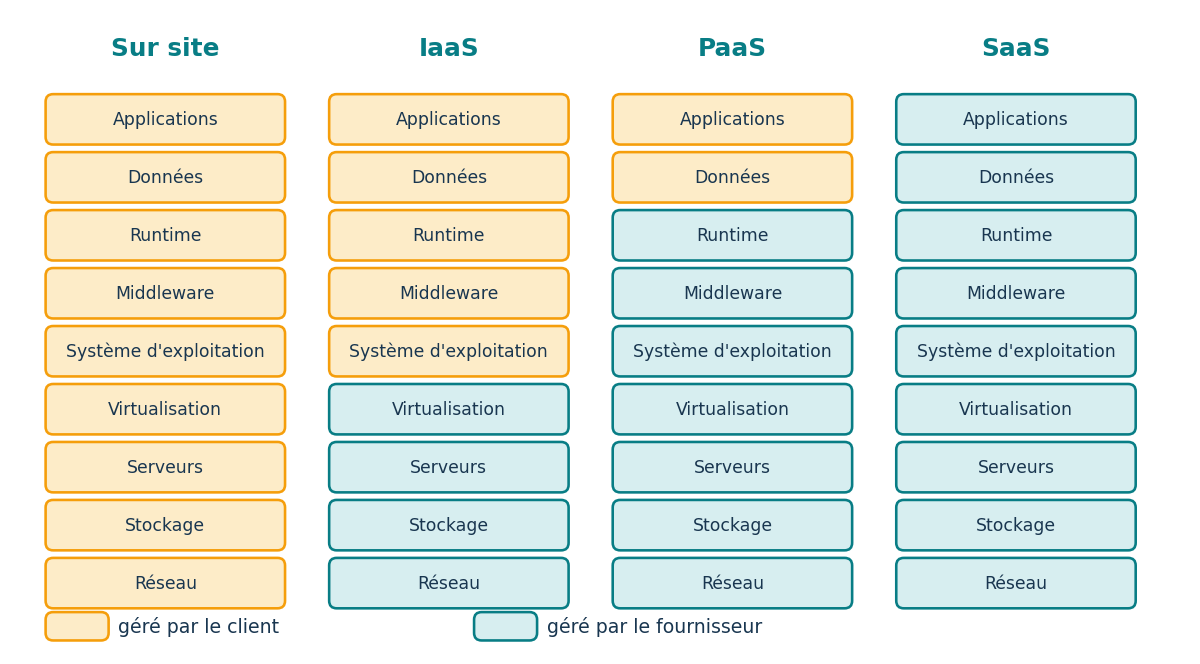 Sur site
IaaS
PaaS
SaaS
Applications
Applications
Applications
Applications
Données
Données
Données
Données
Runtime
Runtime
Runtime
Runtime
Middleware
Middleware
Middleware
Middleware
Système d'exploitation
Système d'exploitation
Système d'exploitation
Système d'exploitation
Virtualisation
Virtualisation
Virtualisation
Virtualisation
Serveurs
Serveurs
Serveurs
Serveurs
Stockage
Stockage
Stockage
Stockage
Réseau
Réseau
Réseau
Réseau
géré par le client
géré par le fournisseur